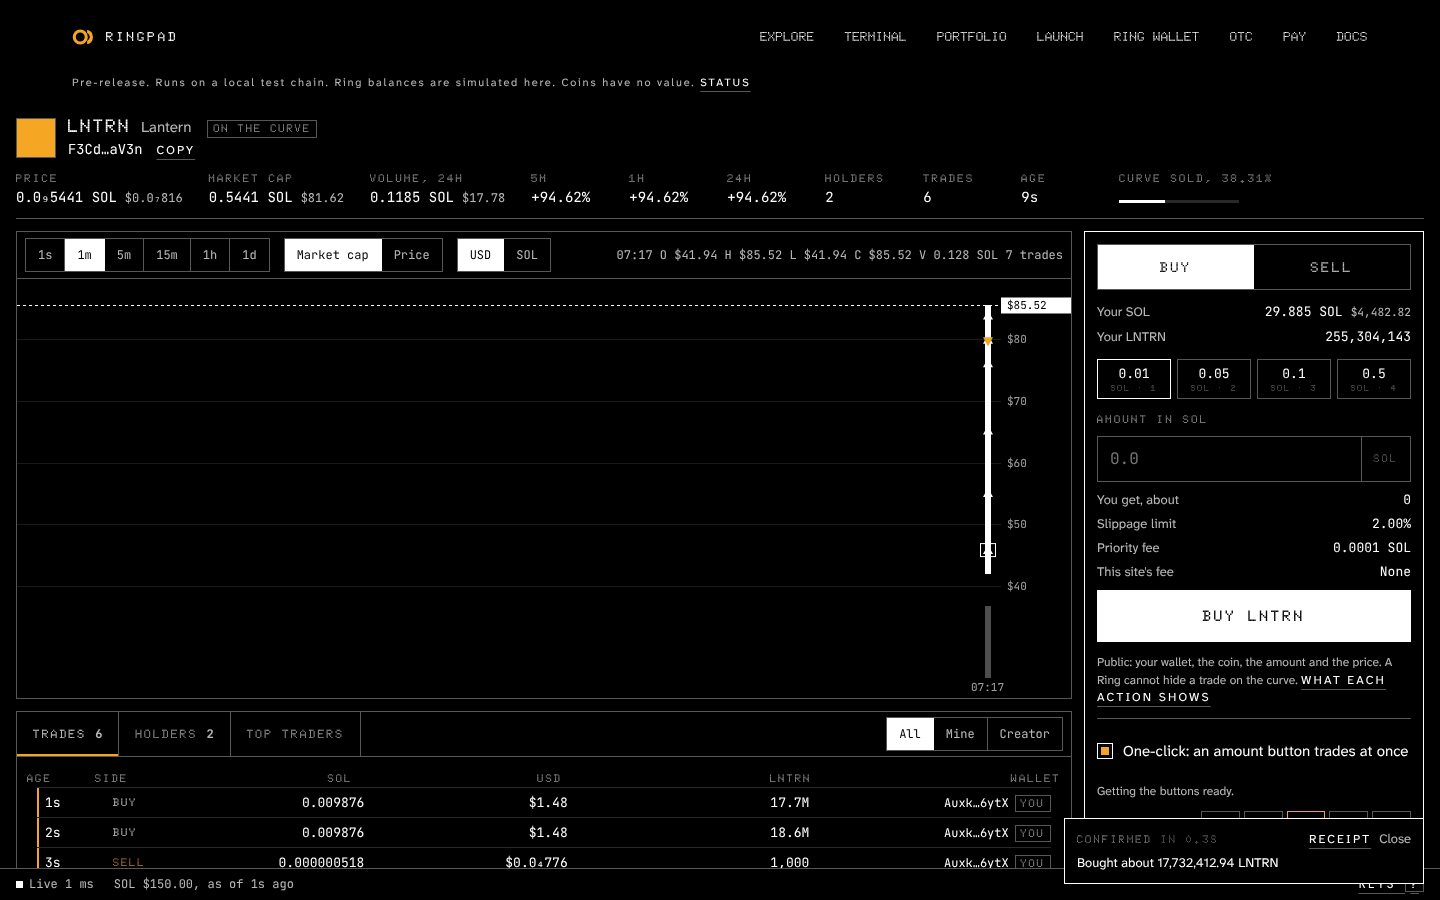 RINGPAD
EXPLORE TERMINAL PORTFOLIO LAUNCH RING WALLET OTC PAY DOCS
Pre-release. Runs on a local test chain. Ring balances are simulated here. Coins have no value. STATUS
LNTRN Lantern ON THE CURVE
F3Cd…aV3n COPY
PRICE MARKET CAP VOLUME, 24H 5M 1H 24H HOLDERS TRADES AGE CURVE SOLD, 38.31%
0.0₉5441 SOL $0.0₇816 0.5441 SOL $81.62 0.1185 SOL $17.78 +94.62% +94.62% +94.62% 2 6 9s
1s 1m 5m 15m 1h 1d Market cap Price USD SOL 07:17 O $41.94 H $85.52 L $41.94 C $85.52 V 0.128 SOL 7 trades
$85.52
$80
$70
$60
$50
$40
07:17
BUY SELL
Your SOL 29.885 SOL $4,482.82
Your LNTRN 255,304,143
0.01 0.05 0.1 0.5
SOL · 1 SOL · 2 SOL · 3 SOL · 4
AMOUNT IN SOL
0.0 SOL
You get, about 0
Slippage limit 2.00%
Priority fee 0.0001 SOL
This site's fee None
BUY LNTRN
Public: your wallet, the coin, the amount and the price. A
Ring cannot hide a trade on the curve. WHAT EACH
ACTION SHOWS
One-click: an amount button trades at once
Getting the buttons ready.
TRADES 6 HOLDERS 2 TOP TRADERS All Mine Creator
AGE SIDE SOL USD LNTRN WALLET
1s BUY 0.009876 $1.48 17.7M Auxk…6ytX YOU
2s BUY 0.009876 $1.48 18.6M Auxk…6ytX YOU
3s SELL 0.000000518 $0.0₄776 1,000 Auxk…6ytX YOU
CONFIRMED IN 0.3S RECEIPT Close
Bought about 17,732,412.94 LNTRN
Live 1 ms SOL $150.00, as of 1s ago